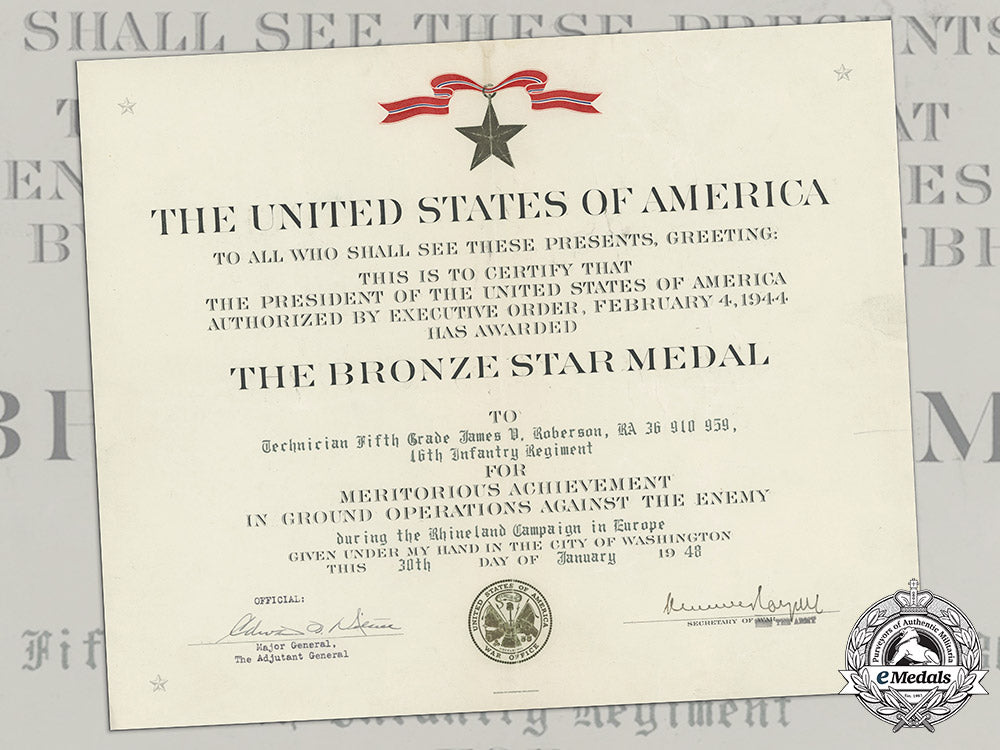 THE UNITED STATES OF AMERICA
TO ALL WHO SHALL SEE THESE PRESENTS, GREETING:
THIS IS TO CERTIFY THAT
THE PRESIDENT OF THE UNITED STATES OF AMERICA
AUTHORIZED BY EXECUTIVE ORDER, FEBRUARY 4, 1944
HAS AWARDED
THE BRONZE STAR MEDAL
TO
Technician Fifth Grade James V. Roberson, RA 36 910 959,
16th Infantry Regiment
FOR
MERITORIOUS ACHIEVEMENT
IN GROUND OPERATIONS AGAINST THE ENEMY
during the Rhineland Campaign in Europe
GIVEN UNDER MY HAND IN THE CITY OF WASHINGTON
THIS 30th DAY OF January 19 48
OFFICIAL:
Major General,
The Adjutant General
UNITED STATES OF AMERICA
WAR OFFICE
SECRETARY OF THE ARMY
Purveyors of Authentic Militaria
eMedals
SHALL SEE THESE PRESENTS
Infantry Regiment